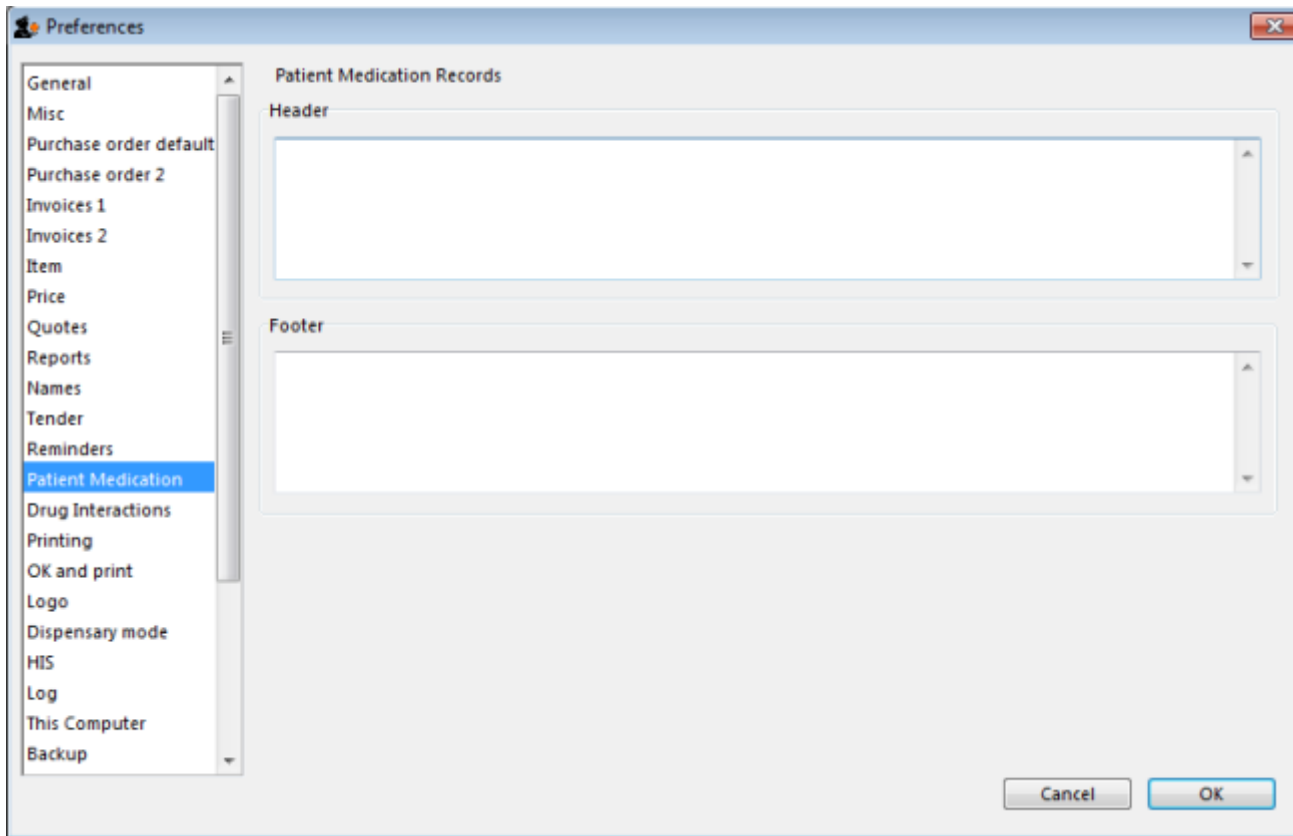 Preferences
General
Misc
Purchase order default
Purchase order 2
Invoices 1
Invoices 2
Item
Price
Quotes
Reports
Names
Tender
Reminders
Patient Medication
Drug Interactions
Printing
OK and print
Logo
Dispensary mode
HIS
Log
This Computer
Backup
Patient Medication Records
Header
Footer
Cancel
OK